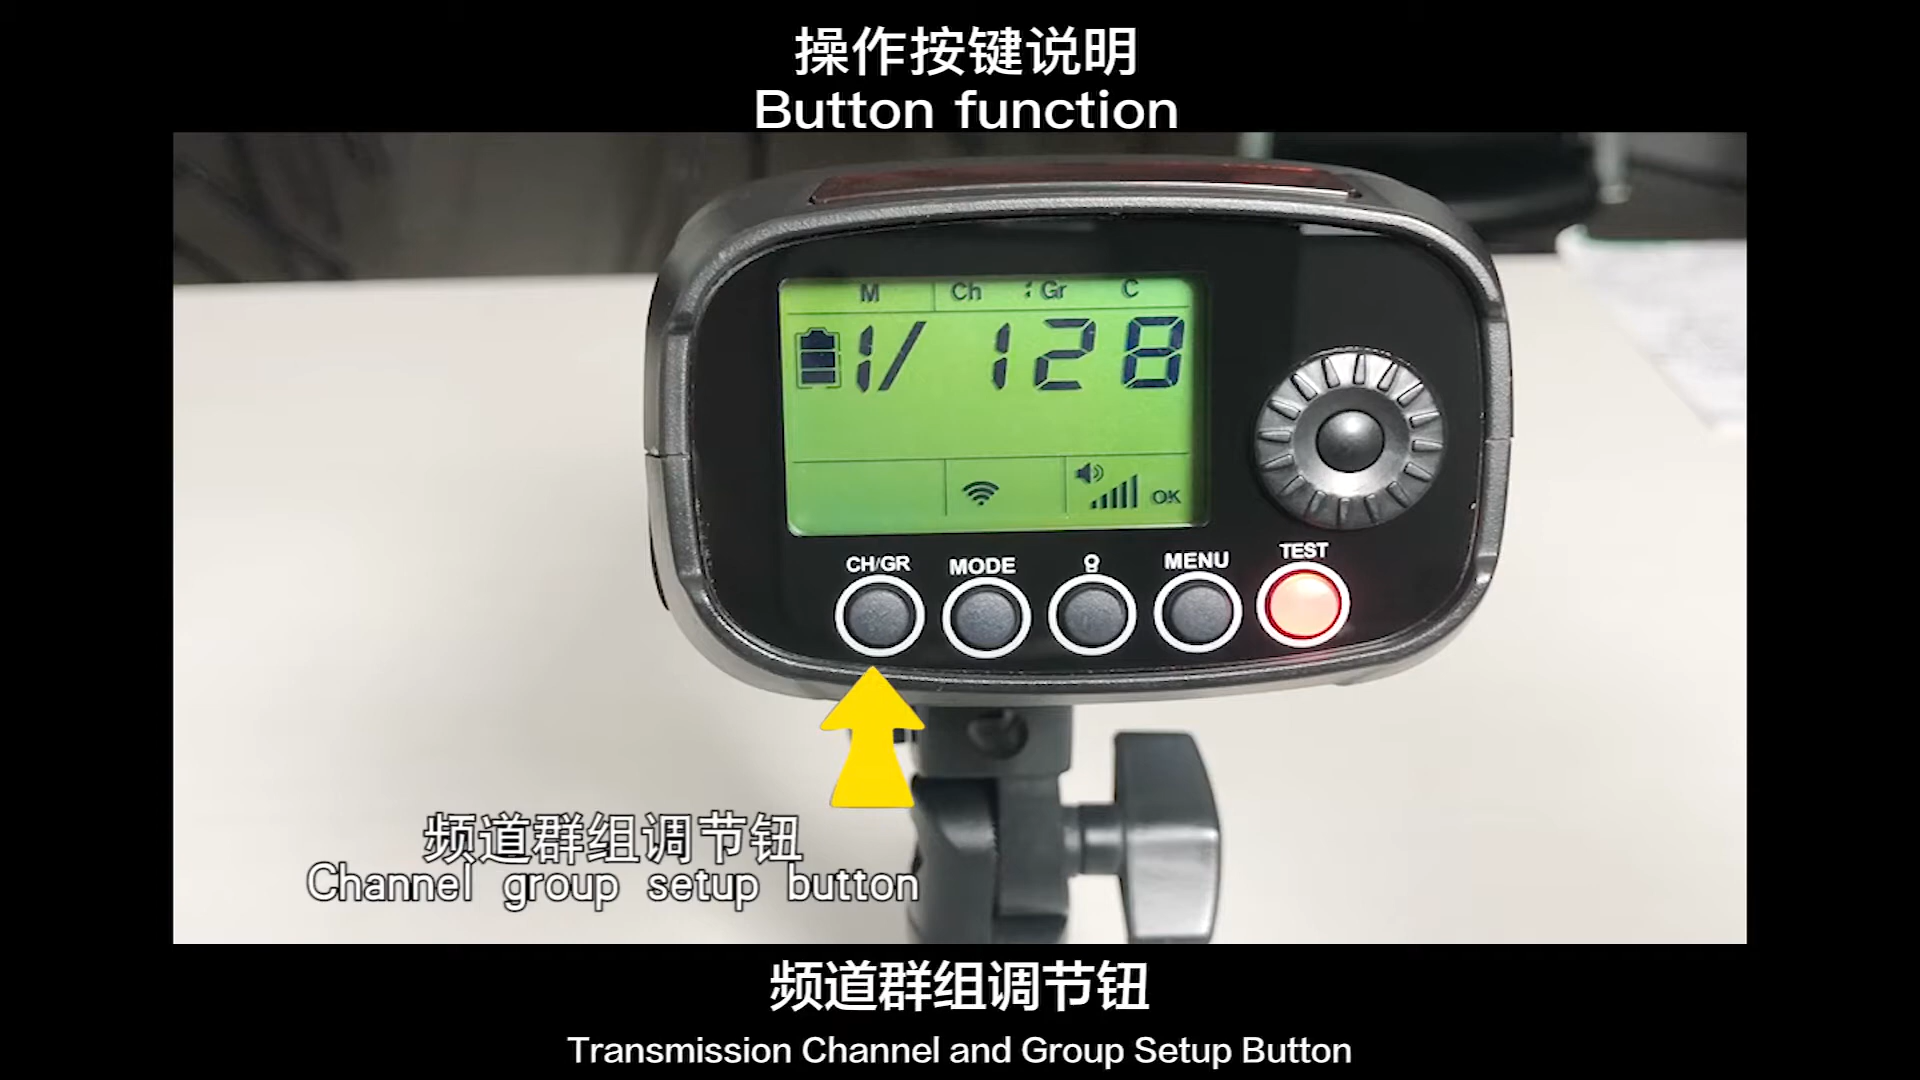 操作按键说明
Button function
M Ch 1 Gr C
1/ 128
OK
CH/GR MODE MENU TEST
频道群组调节钮
Channel group setup button
频道群组调节钮
Transmission Channel and Group Setup Button